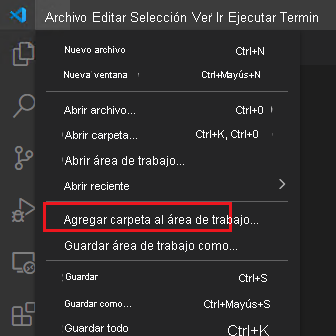 Archivo Editar Selección Ver Ir Ejecutar Termin
Nuevo archivo Ctrl+N
Nueva ventana Ctrl+Mayús+N
Abrir archivo... Ctrl+0
Abrir carpeta... Ctrl+K, Ctrl+0
Abrir área de trabajo...
Abrir reciente
Agregar carpeta al área de trabajo...
Guardar área de trabajo como...
Guardar Ctrl+S
Guardar como... Ctrl+Mayús+S
Guardar todo Ctrl+K